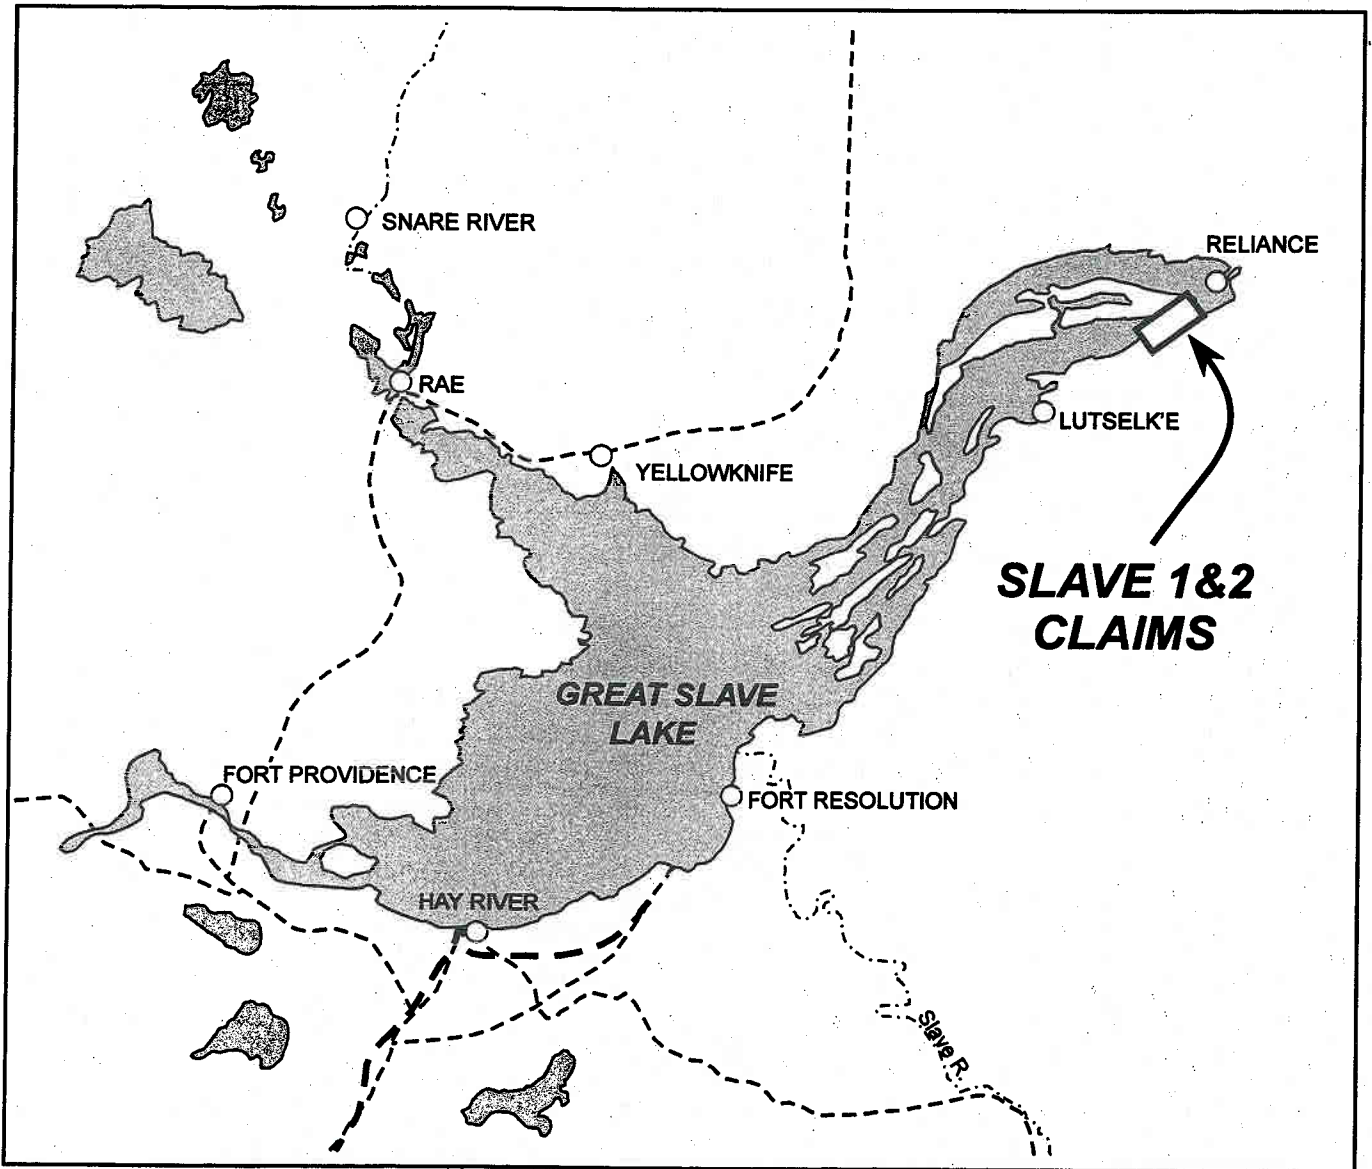 SNARE RIVER
RELIANCE
RAE
LUTSELK'E
YELLOWKNIFE
SLAVE 1&2
CLAIMS
GREAT SLAVE
LAKE
FORT PROVIDENCE
FORT RESOLUTION
HAY RIVER
Slave R.